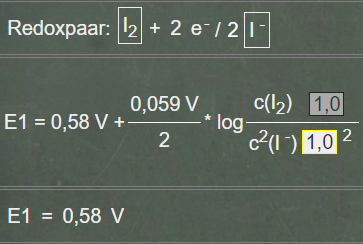 Redoxpaar: I₂ + 2 e⁻ / 2 I⁻
E1 = 0,58 V + 0,059 V / 2 * log c(I₂) 1,0 / c²(I⁻) 1,0 ²
E1 = 0,58 V